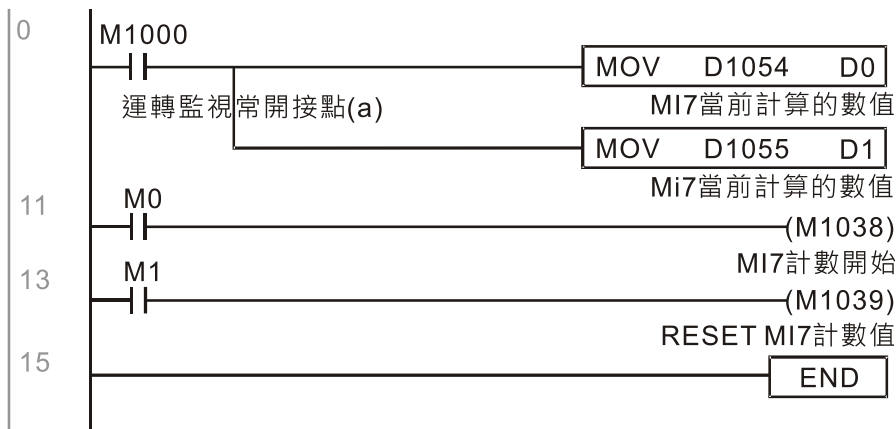 0
M1000
MOV D1054 D0
運轉監視常開接點(a)
MI7當前計算的數值
MOV D1055 D1
Mi7當前計算的數值
11
M0
(M1038)
MI7計數開始
13
M1
(M1039)
RESET MI7計數值
15
END